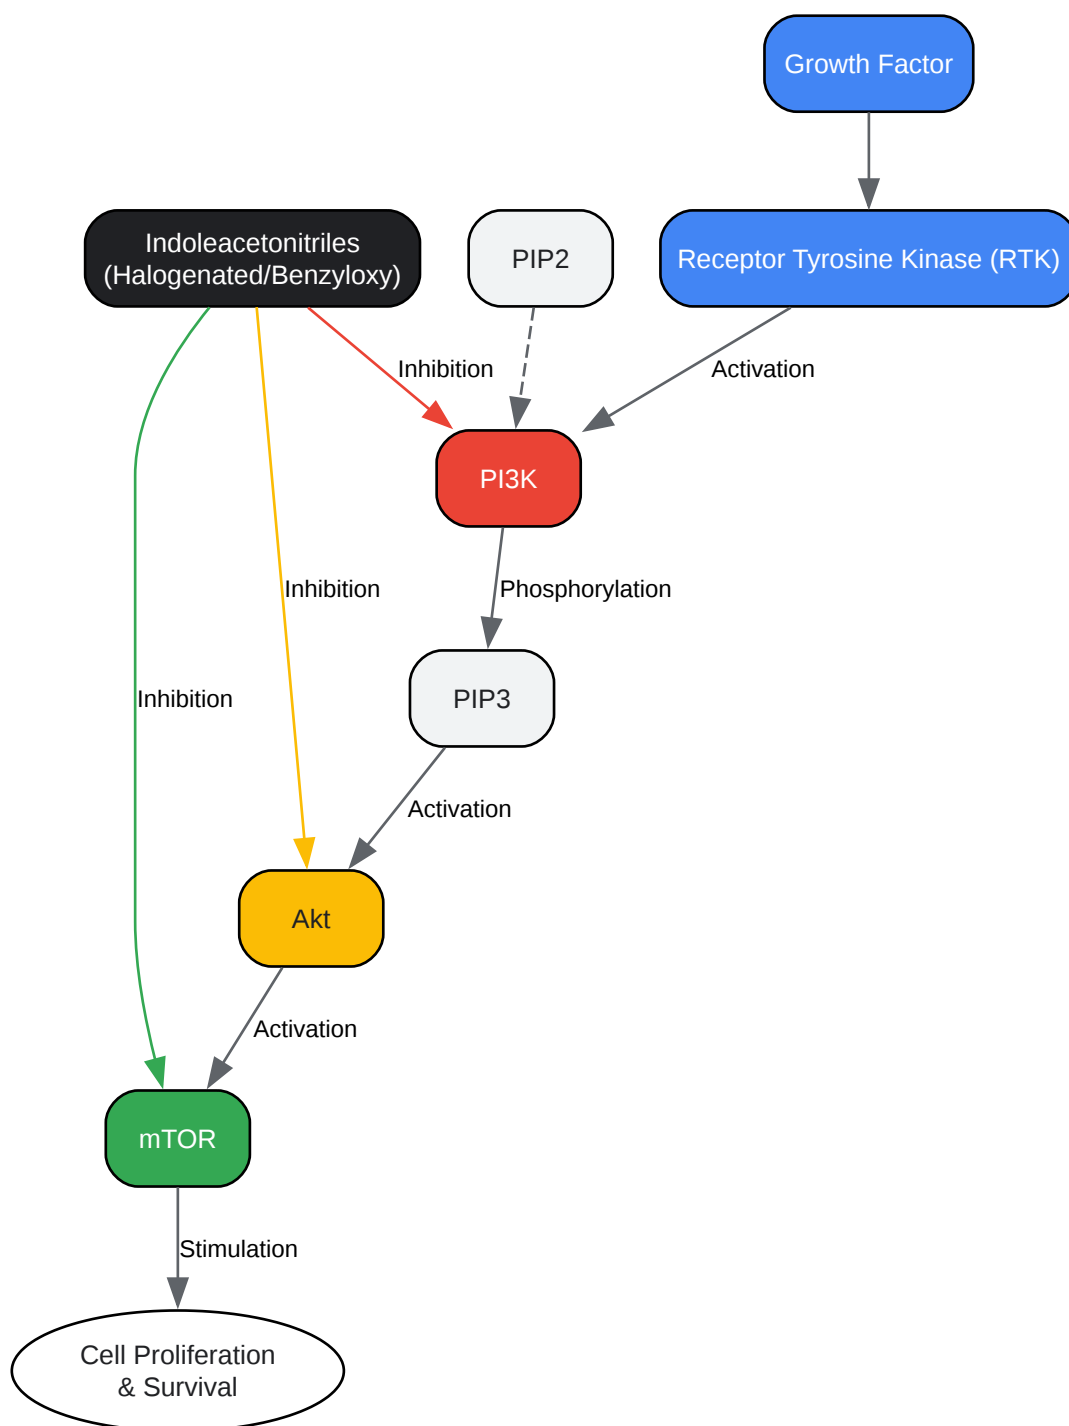 Growth Factor
Indoleacetonitriles
(Halogenated/Benzyloxy)
PIP2
Receptor Tyrosine Kinase (RTK)
Inhibition
Activation
PI3K
Inhibition
Phosphorylation
Inhibition
PIP3
Activation
Akt
Activation
mTOR
Stimulation
Cell Proliferation
& Survival